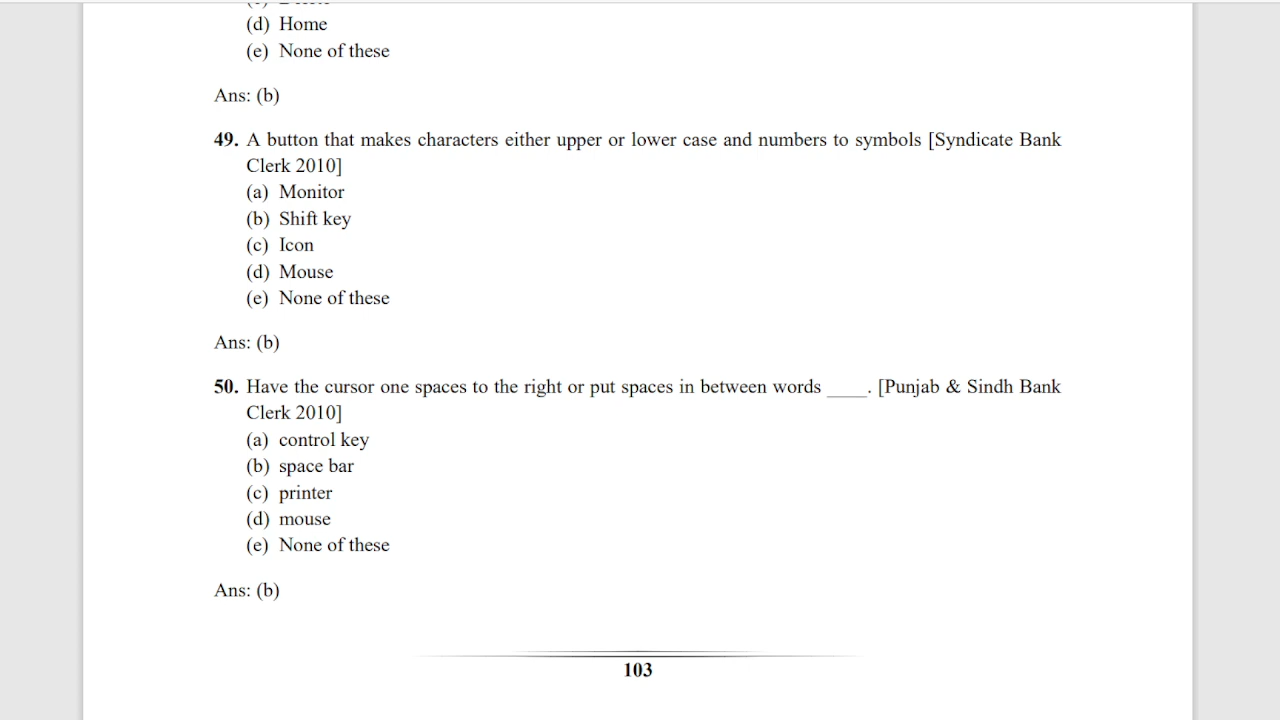 (d) Home
(e) None of these
Ans: (b)
49. A button that makes characters either upper or lower case and numbers to symbols [Syndicate Bank
Clerk 2010]
(a) Monitor
(b) Shift key
(c) Icon
(d) Mouse
(e) None of these
Ans: (b)
50. Have the cursor one spaces to the right or put spaces in between words ____. [Punjab & Sindh Bank
Clerk 2010]
(a) control key
(b) space bar
(c) printer
(d) mouse
(e) None of these
Ans: (b)
103